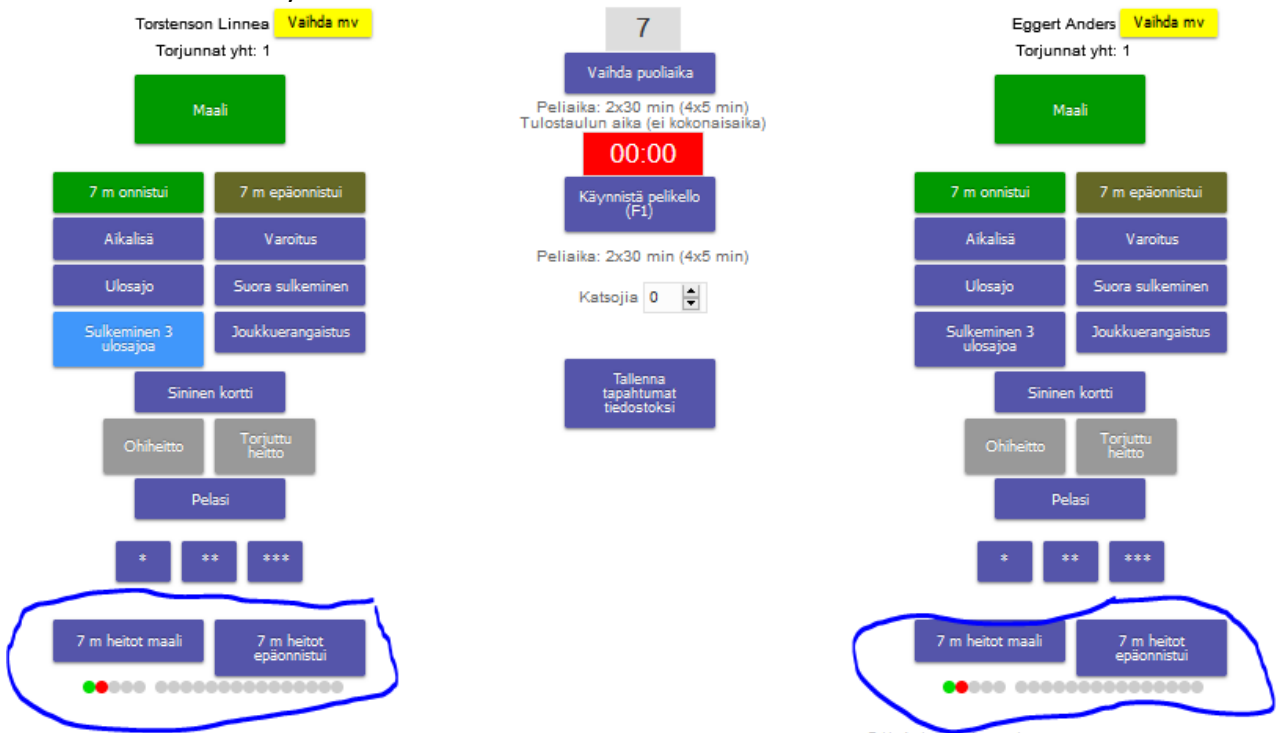 Torstenson Linnea Vaihda mv
Torjunnat yht: 1
Maali
7 m onnistui 7 m epäonnistui
Aikalisä Varoitus
Ulosajo Suora sulkeminen
Sulkeminen 3
ulosajoa
Joukkuerangaistus
Sininen kortti
Ohiheitto
Torjuttu
heitto
Pelasi
* ** ***
7 m heitot maali
7 m heitot
epäonnistui
7
Vaihda puoliaika
Peliaika: 2x30 min (4x5 min)
Tulostaulun aika (ei kokonaisaika)
00:00
Käynnistä pelikello
(F1)
Peliaika: 2x30 min (4x5 min)
Katsojia 0
Tallenna
tapahtumat
tiedostoksi
Eggert Anders Vaihda mv
Torjunnat yht: 1
Maali
7 m onnistui 7 m epäonnistui
Aikalisä Varoitus
Ulosajo Suora sulkeminen
Sulkeminen 3
ulosajoa
Joukkuerangaistus
Sininen kortti
Ohiheitto
Torjuttu
heitto
Pelasi
* ** ***
7 m heitot maali
7 m heitot
epäonnistui